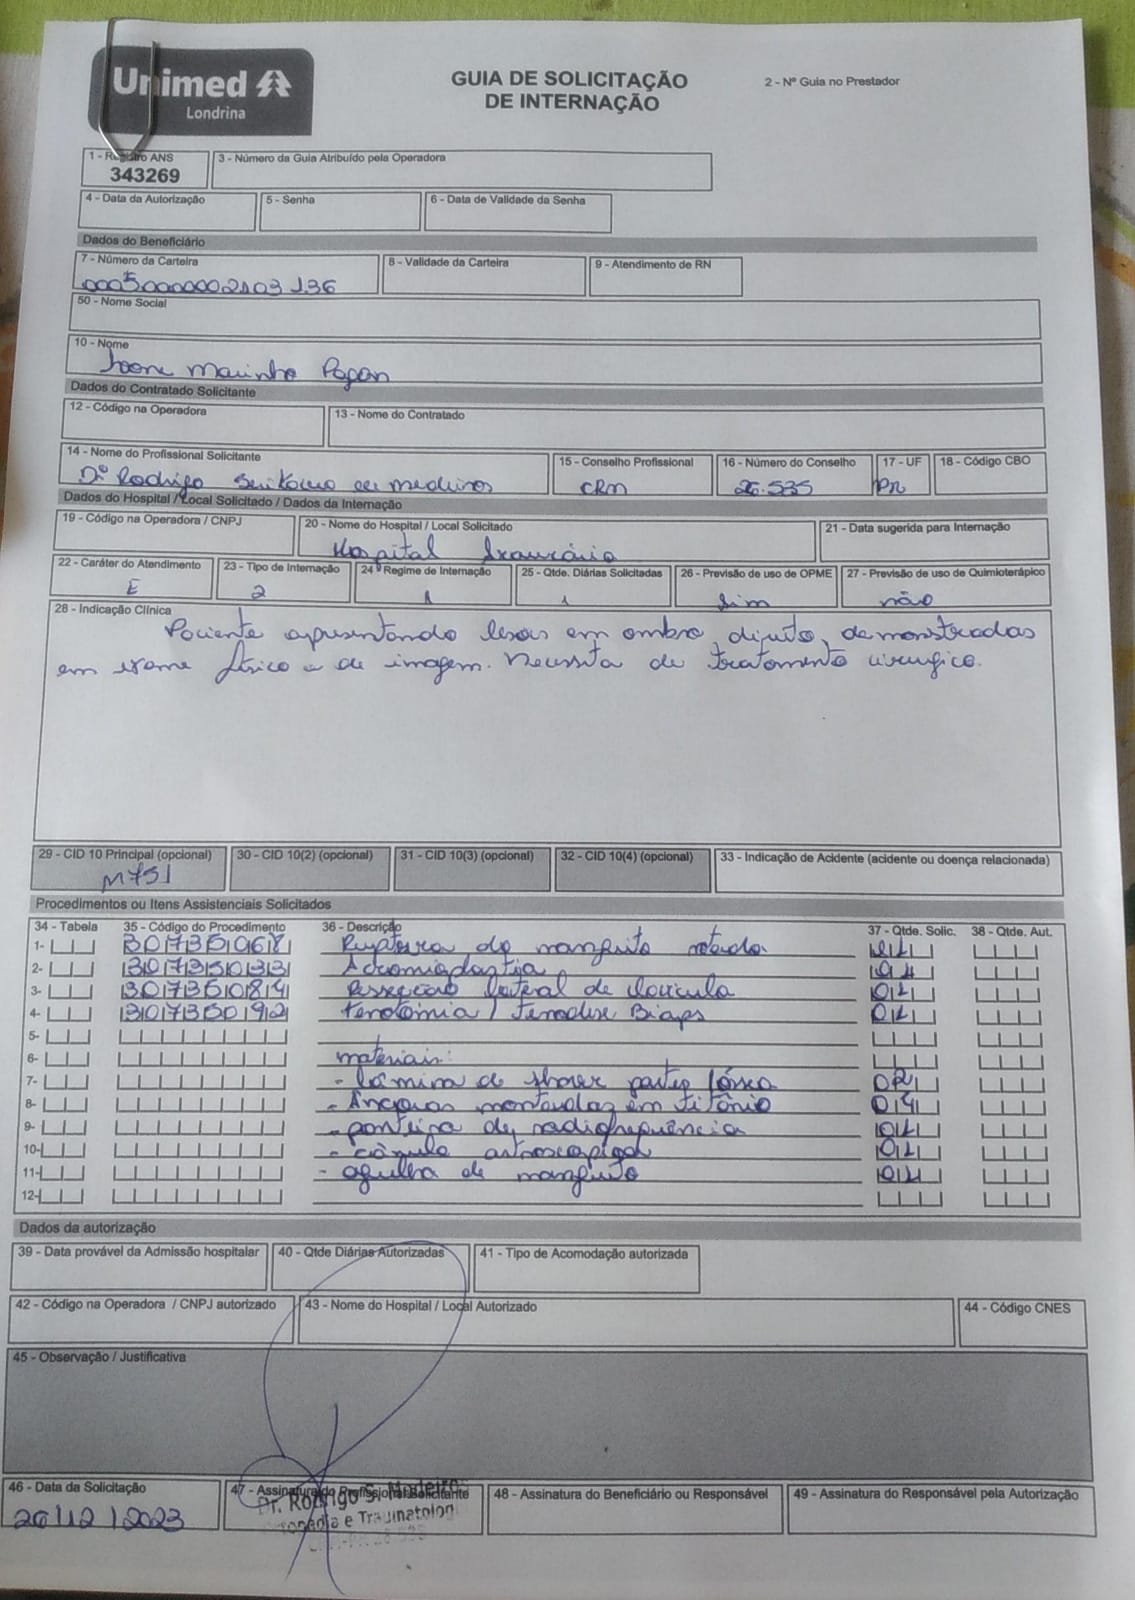 Unimed
Londrina
GUIA DE SOLICITAÇÃO
DE INTERNAÇÃO
2 - Nº Guia no Prestador
1 - Registro ANS
343269
3 - Número da Guia Atribuído pela Operadora
4 - Data da Autorização
5 - Senha
6 - Data de Validade da Senha
Dados do Beneficiário
7 - Número da Carteira
8 - Validade da Carteira
9 - Atendimento de RN
50 - Nome Social
10 - Nome
Marinho
Dados do Contratado Solicitante
12 - Código na Operadora
13 - Nome do Contratado
14 - Nome do Profissional Solicitante
Dr Rodrigo de medeiros
15 - Conselho Profissional
CRM
16 - Número do Conselho
26.535
17 - UF
PR
18 - Código CBO
Dados do Hospital / Local Solicitado / Dados da Internação
19 - Código na Operadora / CNPJ
20 - Nome do Hospital / Local Solicitado
Hospital
21 - Data sugerida para Internação
22 - Caráter do Atendimento
E
23 - Tipo de Internação
2
24 - Regime de Internação
1
25 - Qtde. Diárias Solicitadas
1
26 - Previsão de uso de OPME
Sim
27 - Previsão de uso de Quimioterápico
não
28 - Indicação Clínica
Paciente apresentando lesões em ombro direito, demonstradas
em exame físico e de imagem. Necessita de tratamento cirurgico.
29 - CID 10 Principal (opcional)
M751
30 - CID 10(2) (opcional)
31 - CID 10(3) (opcional)
32 - CID 10(4) (opcional)
33 - Indicação de Acidente (acidente ou doença relacionada)
Procedimentos ou Itens Assistenciais Solicitados
34 - Tabela 35 - Código do Procedimento 36 - Descrição 37 - Qtde. Solic. 38 - Qtde. Aut.
1- 30735068 Ruptura do manguito rotador 01
2- 30735033 Acromioplastia 01
3- 30735084 Ressecção lateral de clavicula 01
4- 30735092 Tenotomia / Tenodese Biceps 01
5-
6- materiais:
7- - lâmina de shaver partes / óssea 02
8- - Âncoras montadas em titânio 04
9- - ponteira de radiofrequência 01
10- - cânula artroscopica 01
11- - agulha de manguito 01
12-
Dados da autorização
39 - Data provável da Admissão hospitalar
40 - Qtde Diárias Autorizadas
41 - Tipo de Acomodação autorizada
42 - Código na Operadora / CNPJ autorizado
43 - Nome do Hospital / Local Autorizado
44 - Código CNES
45 - Observação / Justificativa
46 - Data da Solicitação
20/12/2023
47 - Assinatura do Profissional Solicitante
Dr. Rodrigo S. Medeiros
Ortopedia e Traumatologia
48 - Assinatura do Beneficiário ou Responsável
49 - Assinatura do Responsável pela Autorização